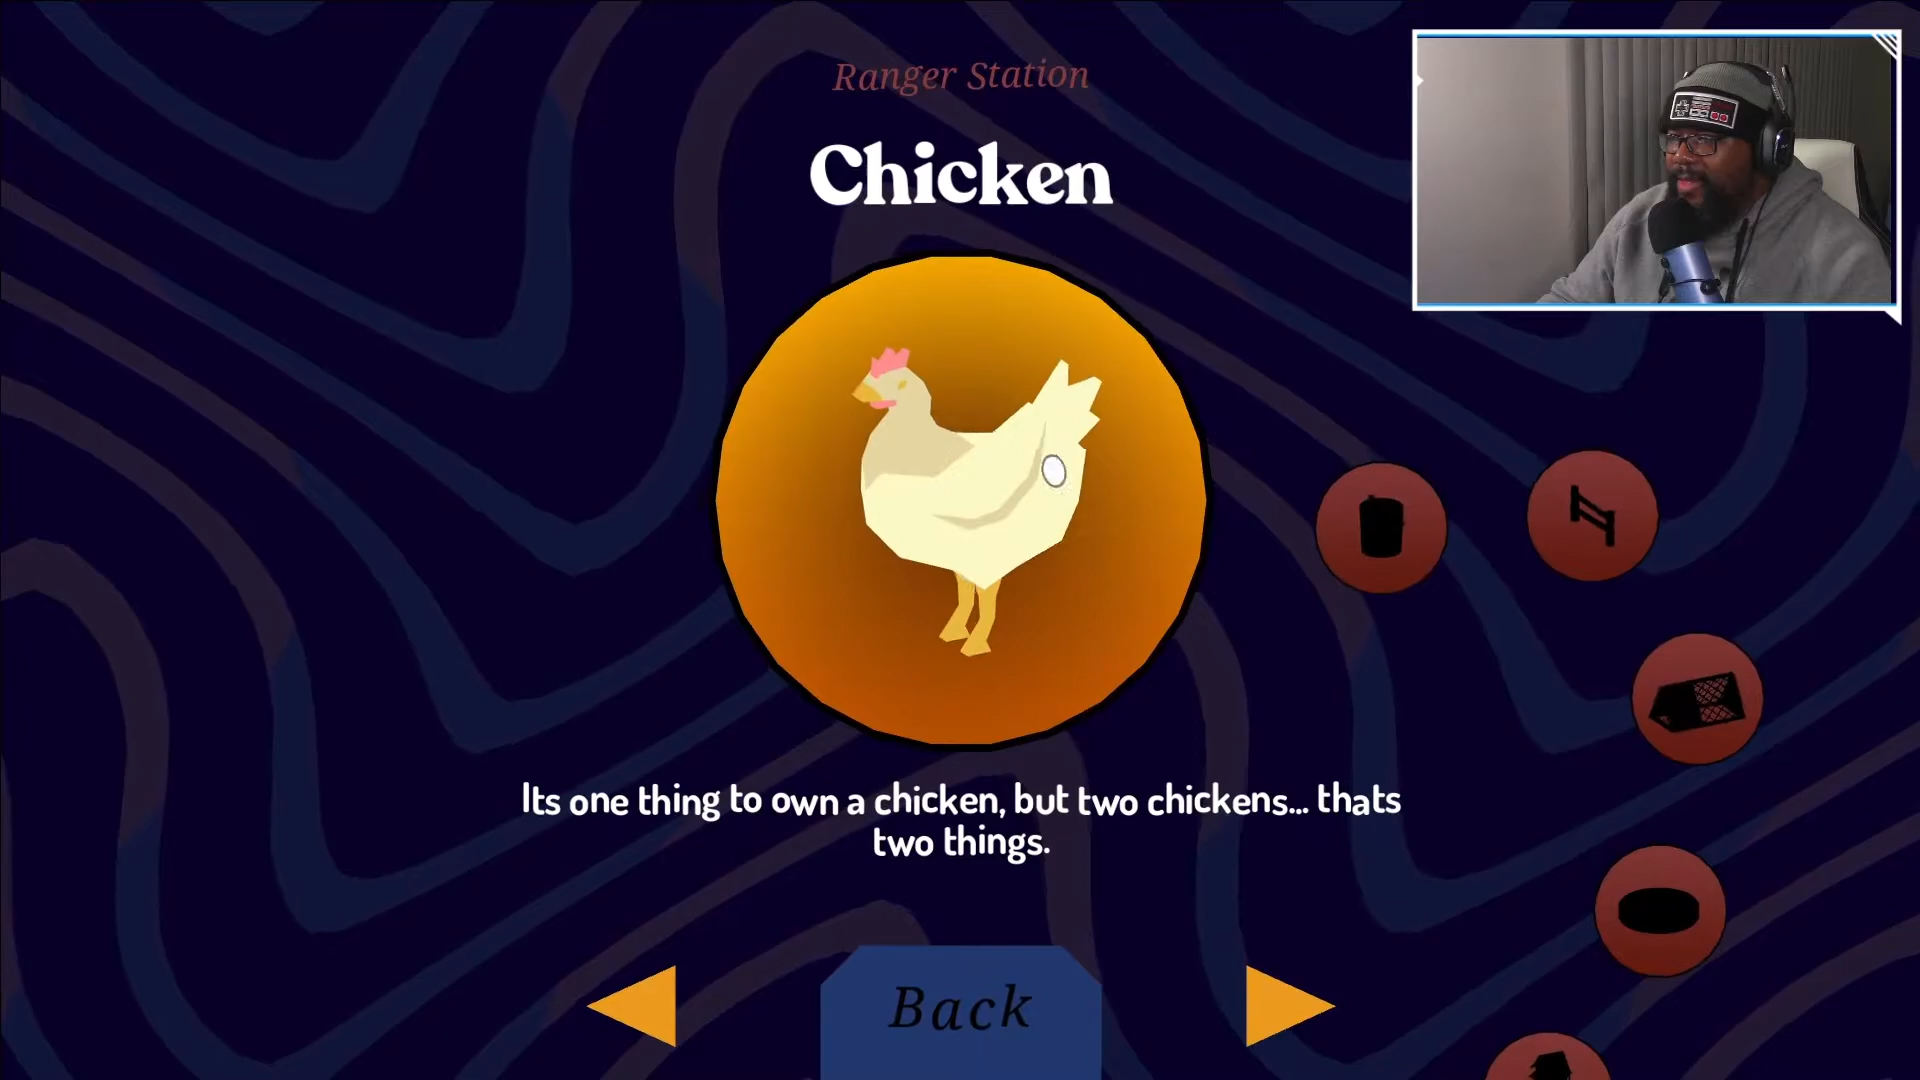 Ranger Station
Chicken
Its one thing to own a chicken, but two chickens... thats
two things.
Back